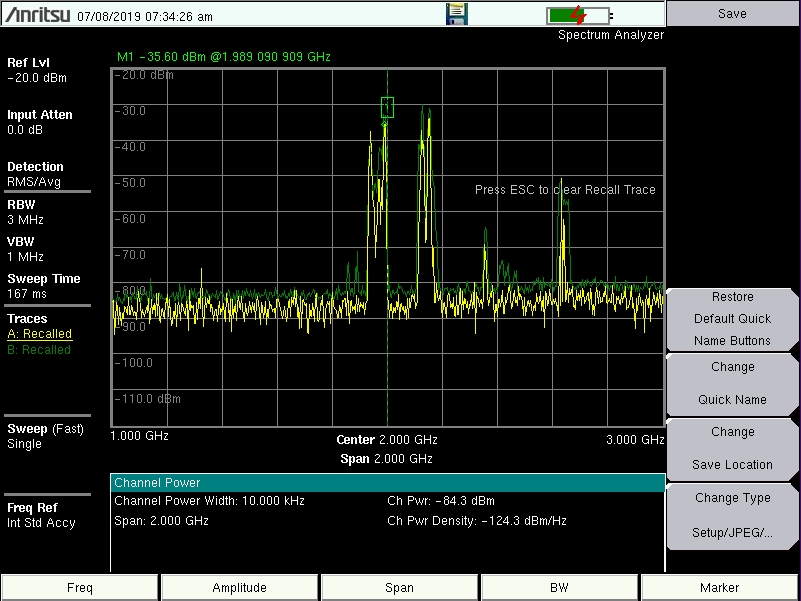 Anritsu 07/08/2019 07:34:26 am
Save
Spectrum Analyzer
M1 -35.60 dBm @1.989 090 909 GHz
Ref Lvl
-20.0 dBm
Input Atten
0.0 dB
Detection
RMS/Avg
RBW
3 MHz
VBW
1 MHz
Sweep Time
167 ms
Traces
A: Recalled
B: Recalled
Sweep (Fast)
Single
Freq Ref
Int Std Accy
-20.0 dBm
-30.0
-40.0
-50.0
-60.0
-70.0
-80.0
-90.0
-100.0
-110.0 dBm
Press ESC to clear Recall Trace
1.000 GHz
Center 2.000 GHz
3.000 GHz
Span 2.000 GHz
Channel Power
Channel Power Width: 10.000 kHz
Ch Pwr: -84.3 dBm
Span: 2.000 GHz
Ch Pwr Density: -124.3 dBm/Hz
Restore
Default Quick
Name Buttons
Change
Quick Name
Change
Save Location
Change Type
Setup/JPEG/...
Freq
Amplitude
Span
BW
Marker